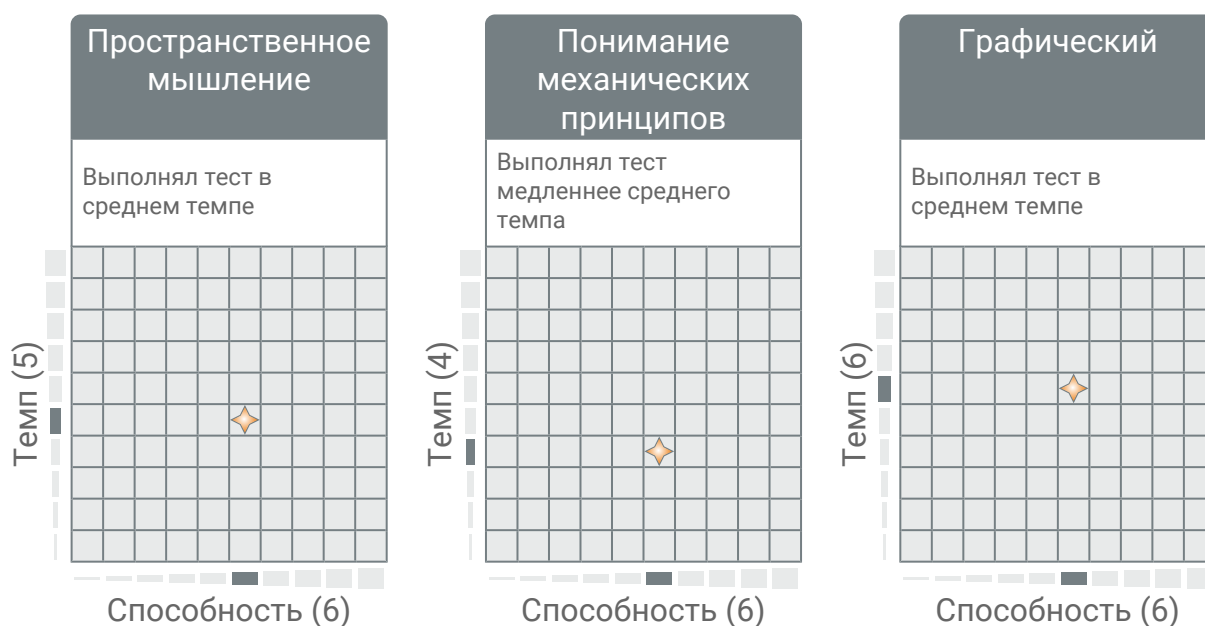 Пространственное
мышление
Выполнял тест в
среднем темпе
Темп (5)
Способность (6)
Понимание
механических
принципов
Выполнял тест
медленнее среднего
темпа
Темп (4)
Способность (6)
Графический
Выполнял тест в
среднем темпе
Темп (6)
Способность (6)